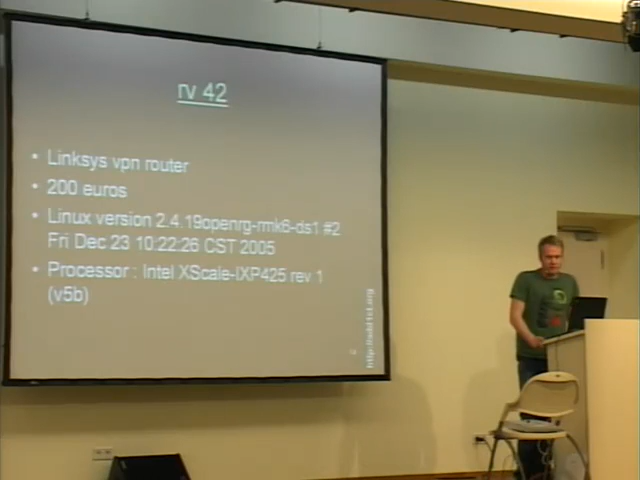 rv 42
• Linksys vpn router
• 200 euros
• Linux version 2.4.19openrg-rmk6-ds1 #2
Fri Dec 23 10:22:26 CST 2005
• Processor : Intel XScale-IXP425 rev 1
(v5b)